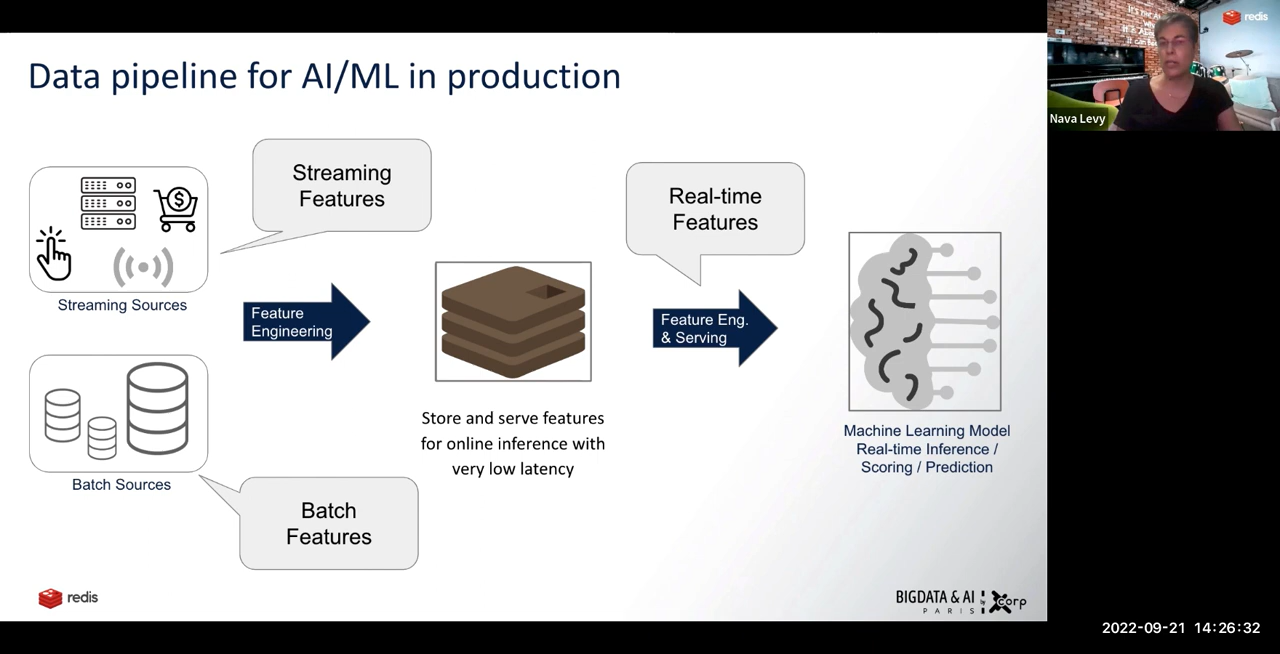 Data pipeline for AI/ML in production
Streaming
Features
Real-time
Features
Streaming Sources
Feature
Engineering
Feature Eng.
& Serving
Store and serve features
for online inference with
very low latency
Machine Learning Model
Real-time Inference /
Scoring / Prediction
Batch Sources
Batch
Features
redis
BIGDATA & AI
PARIS
by
corp
redis
Nava Levy
2022-09-21 14:26:32